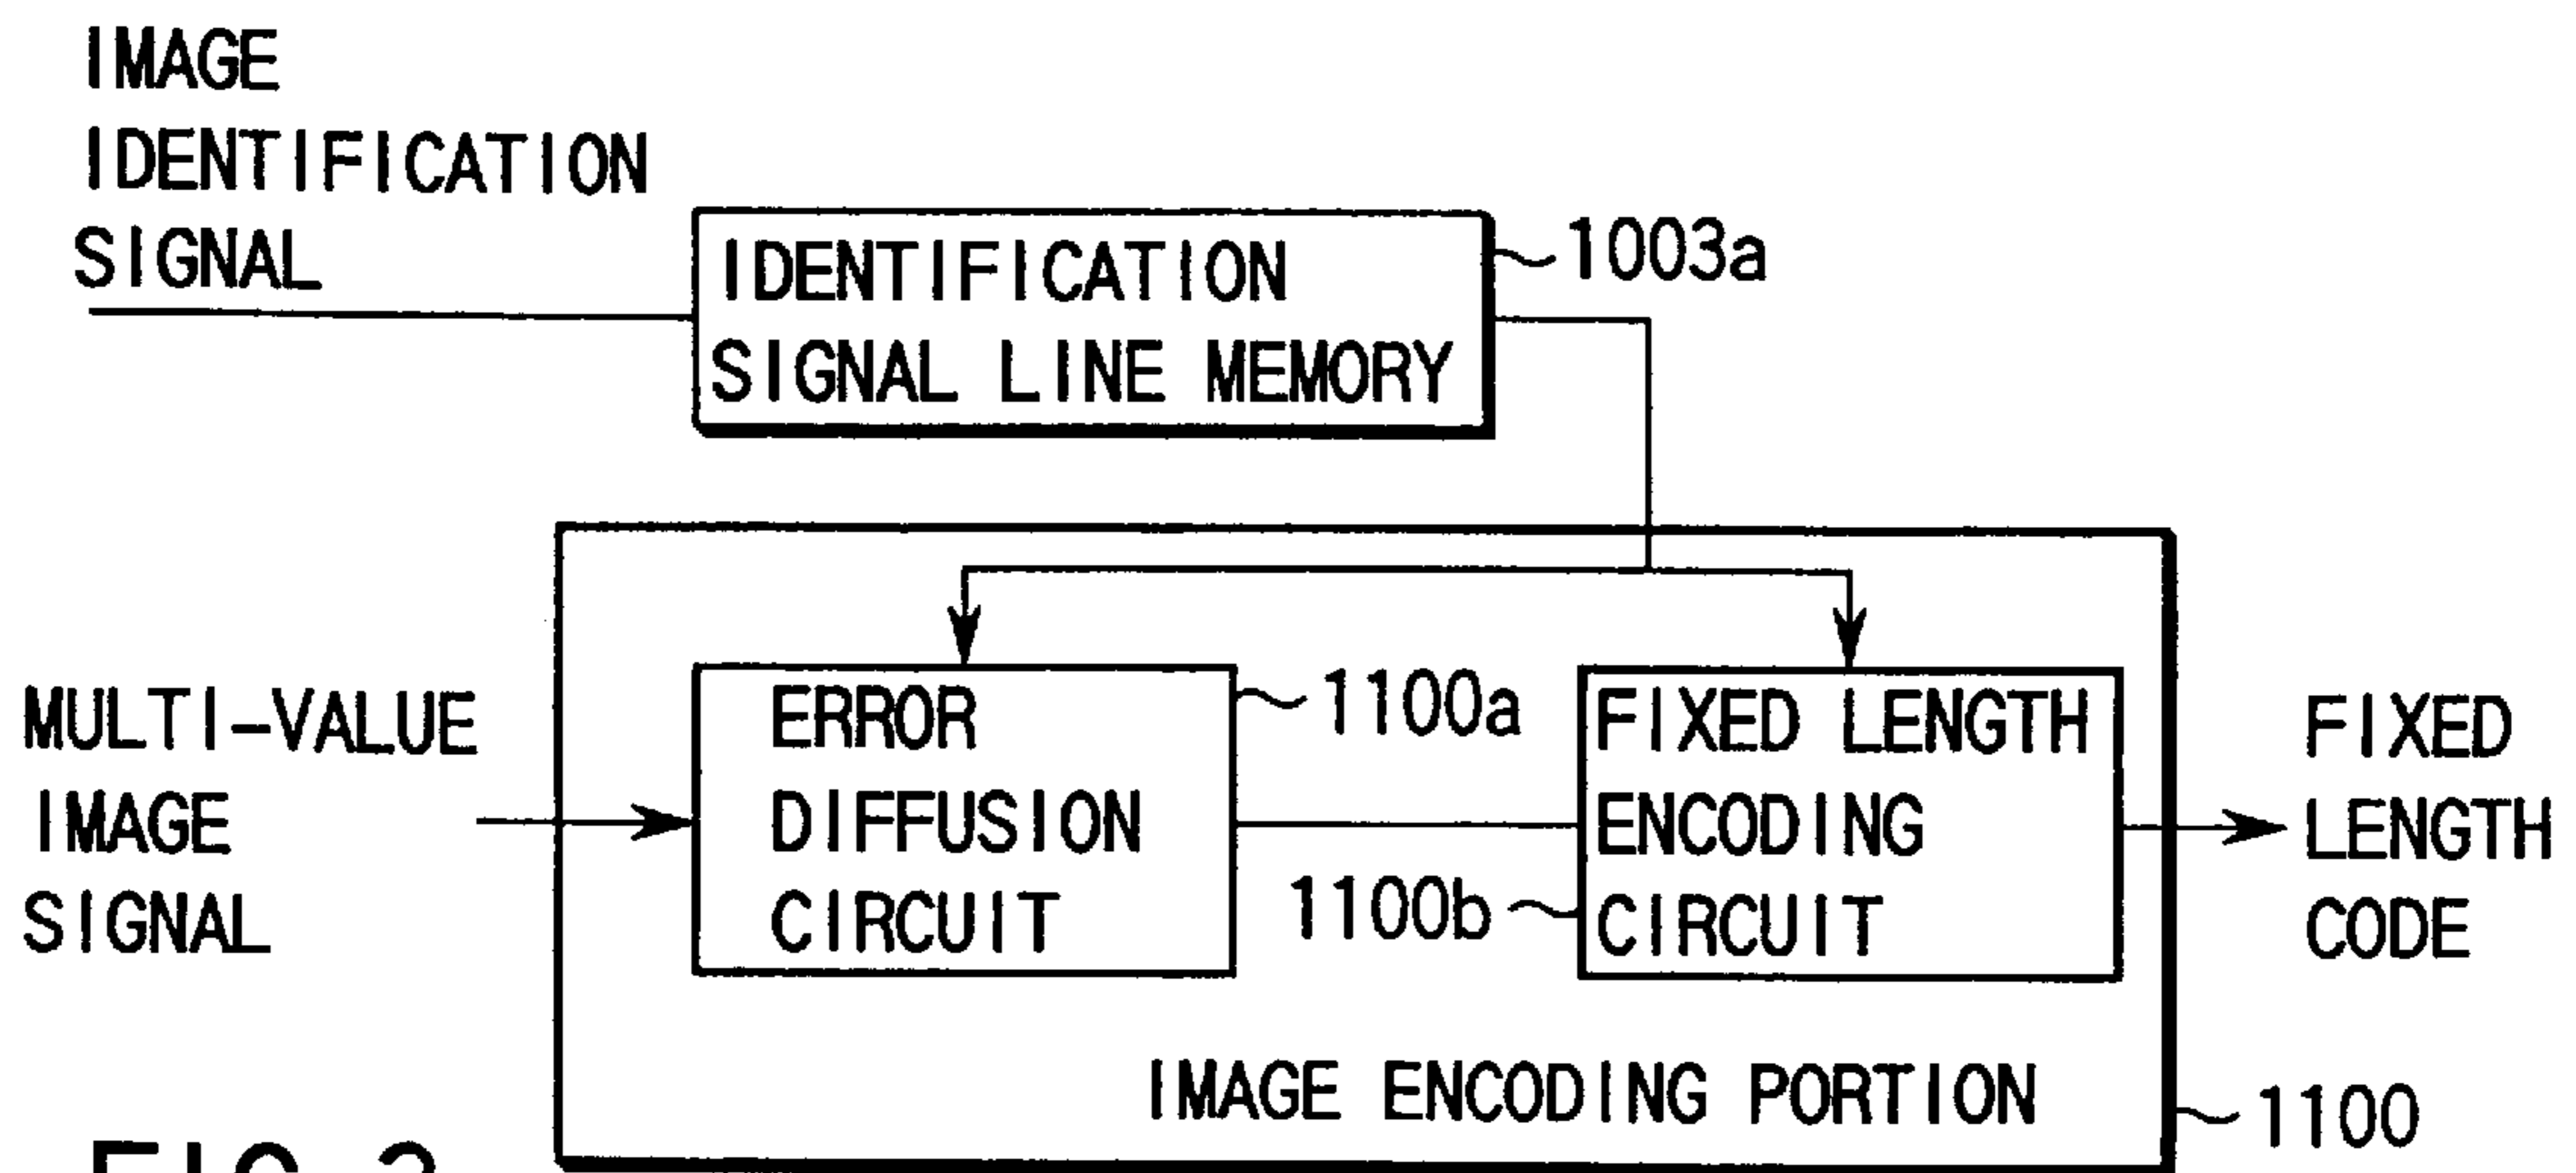 IMAGE
IDENTIFICATION
SIGNAL
IDENTIFICATION
SIGNAL LINE MEMORY
1003a
MULTI-VALUE
IMAGE
SIGNAL
ERROR
DIFFUSION
CIRCUIT
1100a
1100b
FIXED LENGTH
ENCODING
CIRCUIT
FIXED
LENGTH
CODE
IMAGE ENCODING PORTION
1100